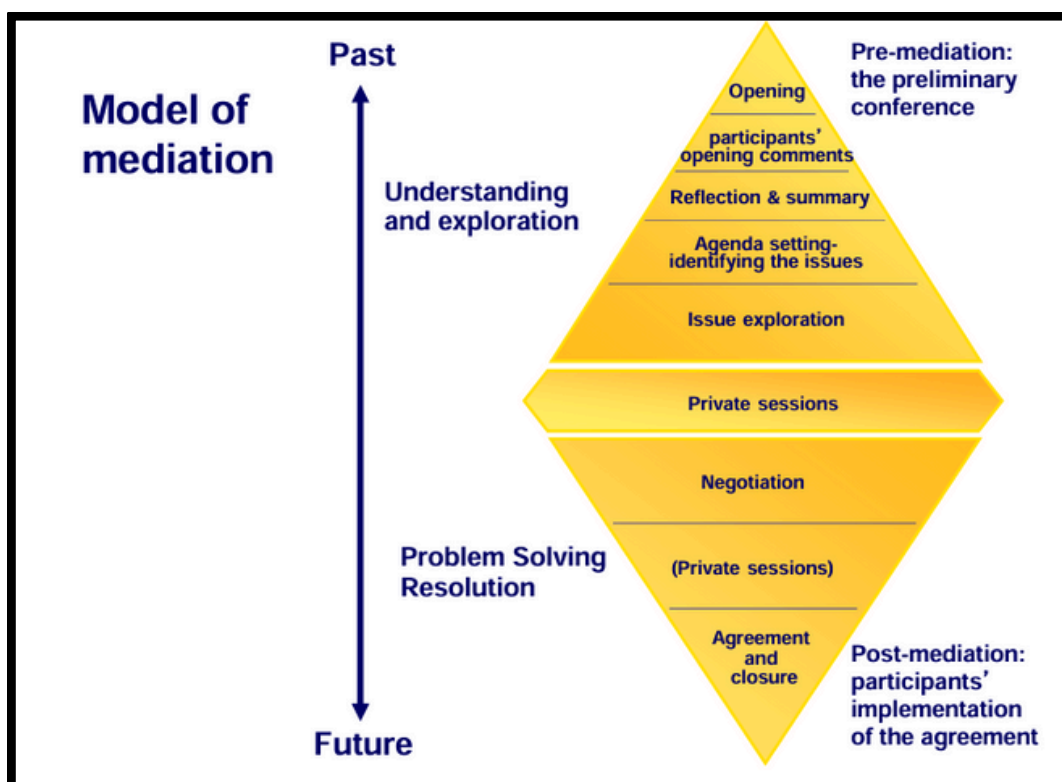 Model of
mediation
Past
Understanding
and exploration
Problem Solving
Resolution
Future
Pre-mediation:
the preliminary
conference
Opening
participants’
opening comments
Reflection & summary
Agenda setting-
identifying the issues
Issue exploration
Private sessions
Negotiation
(Private sessions)
Agreement
and
closure
Post-mediation:
participants’
implementation
of the agreement